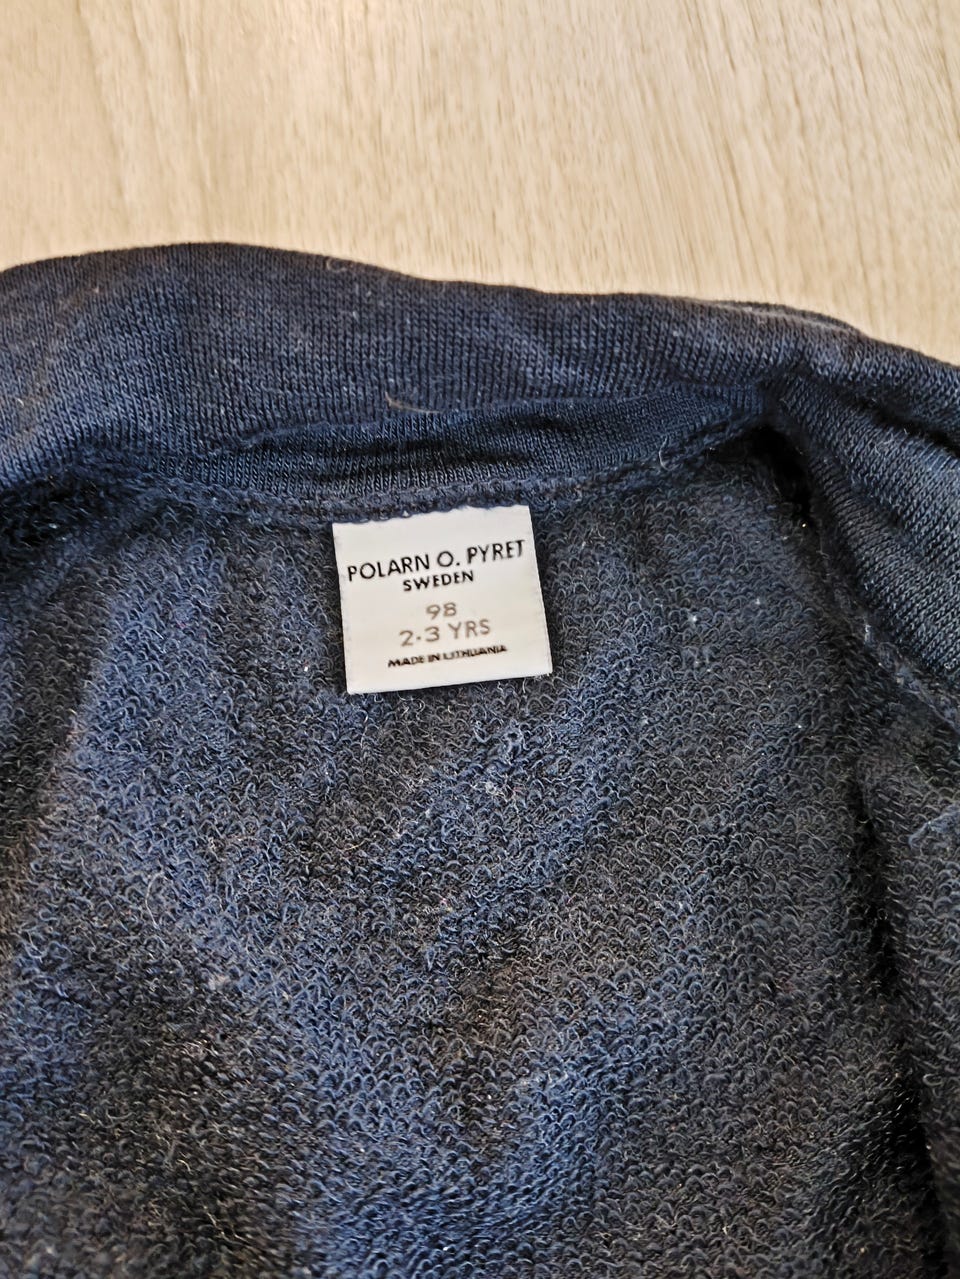 POLARN O. PYRET
SWEDEN
98
2-3 YRS
MADE IN LITHUANIA